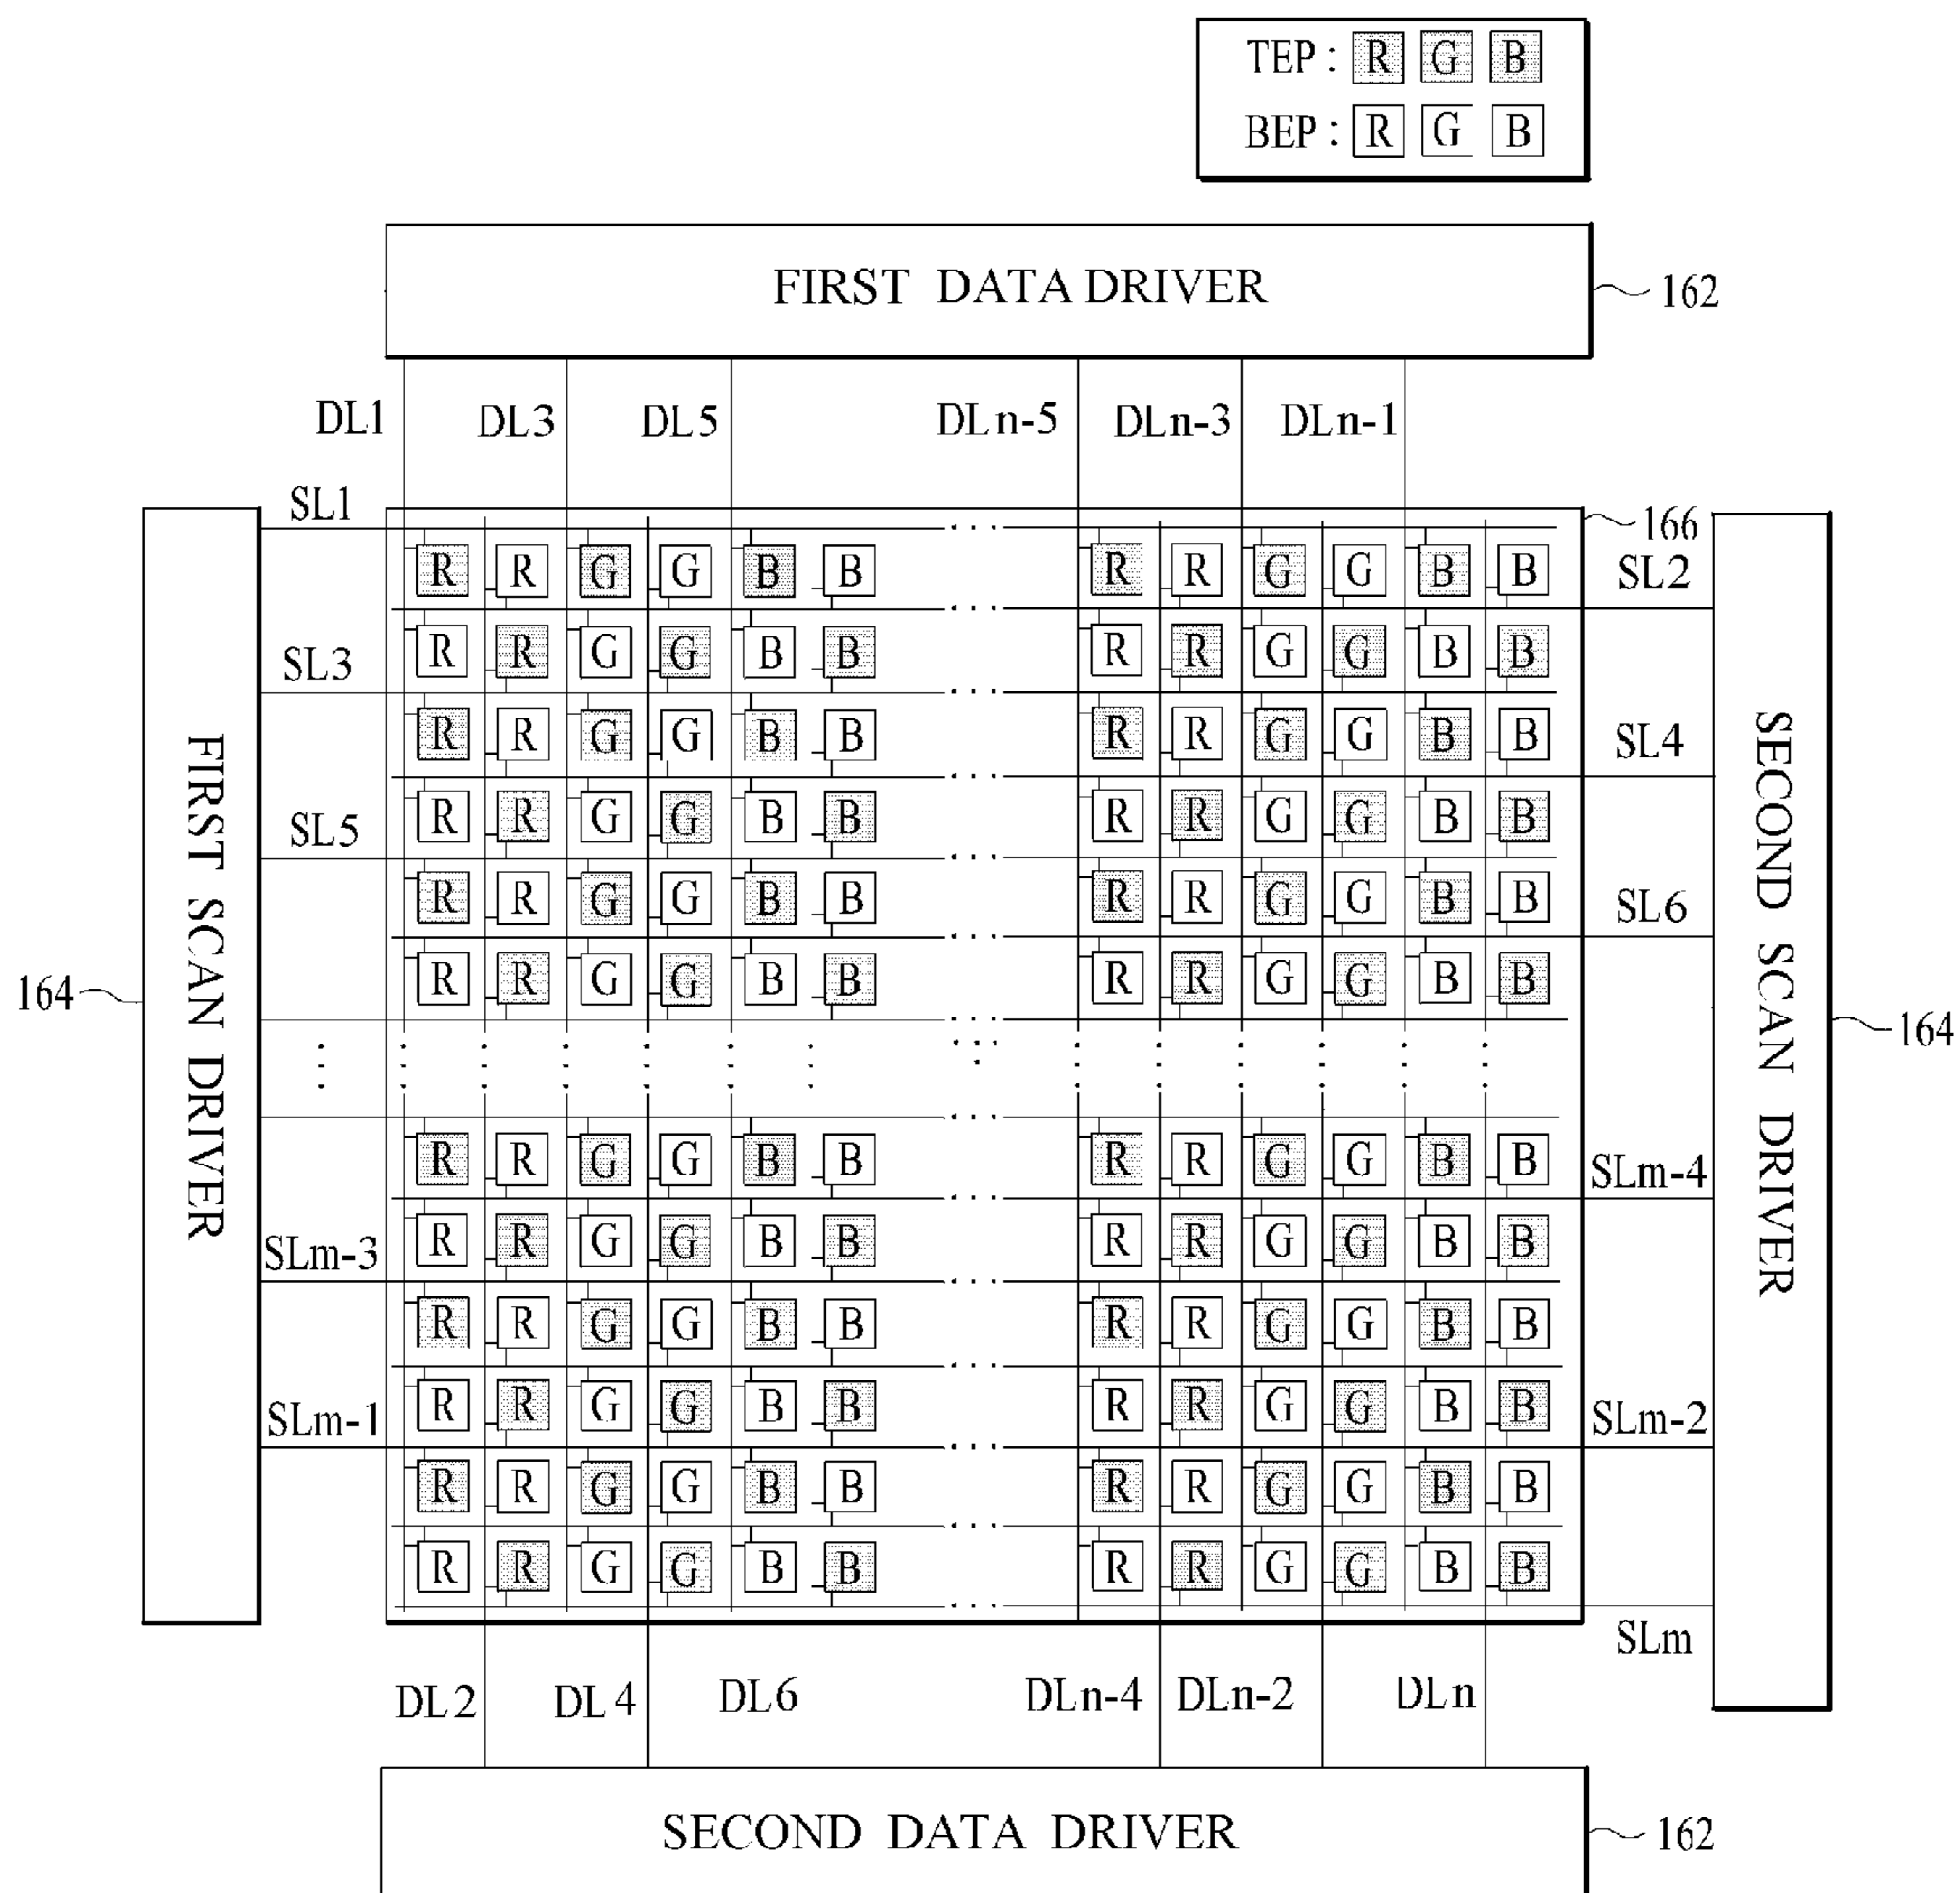 TEP : R G B
BEP : R G B
FIRST DATA DRIVER
162
DL1 DL3 DL5 DLn-5 DLn-3 DLn-1
SL1
166
R R G G B B ... R R G G B B
SL2
R R G G B B ... R R G G B B
SL3
R R G G B B ... R R G G B B
SL4
R R G G B B ... R R G G B B
SL5
R R G G B B ... R R G G B B
SL6
R R G G B B ... R R G G B B
FIRST SCAN DRIVER
164
SECOND SCAN DRIVER
164
R R G G B B ... R R G G B B
SLm-4
R R G G B B ... R R G G B B
SLm-3
R R G G B B ... R R G G B B
R R G G B B ... R R G G B B
SLm-1
SLm-2
R R G G B B ... R R G G B B
R R G G B B ... R R G G B B
SLm
DL2 DL4 DL6 DLn-4 DLn-2 DLn
SECOND DATA DRIVER
162